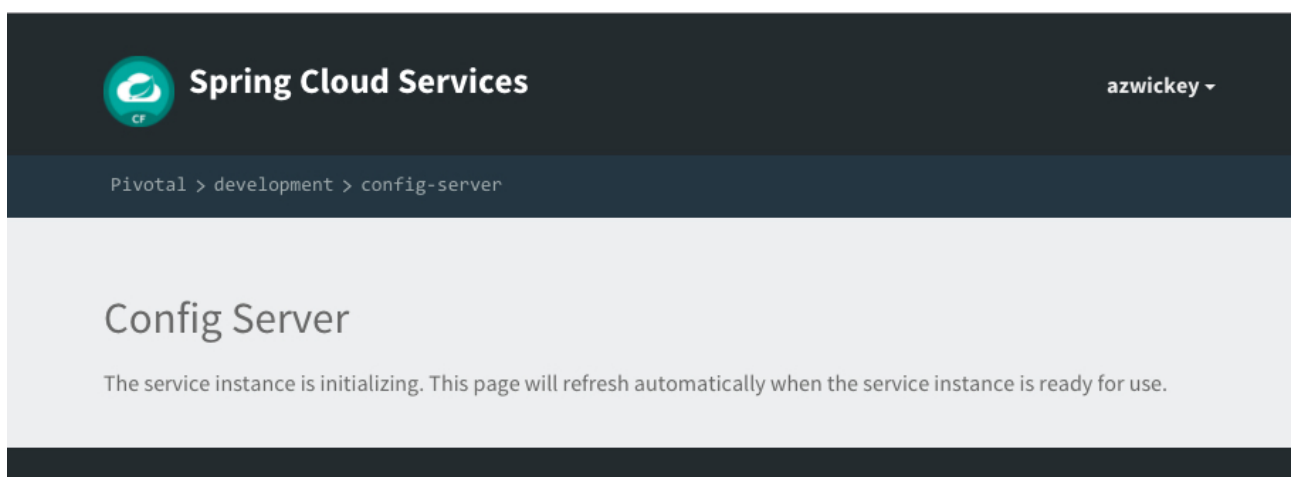 CF
Spring Cloud Services
azwickey
Pivotal > development > config-server
Config Server
The service instance is initializing. This page will refresh automatically when the service instance is ready for use.